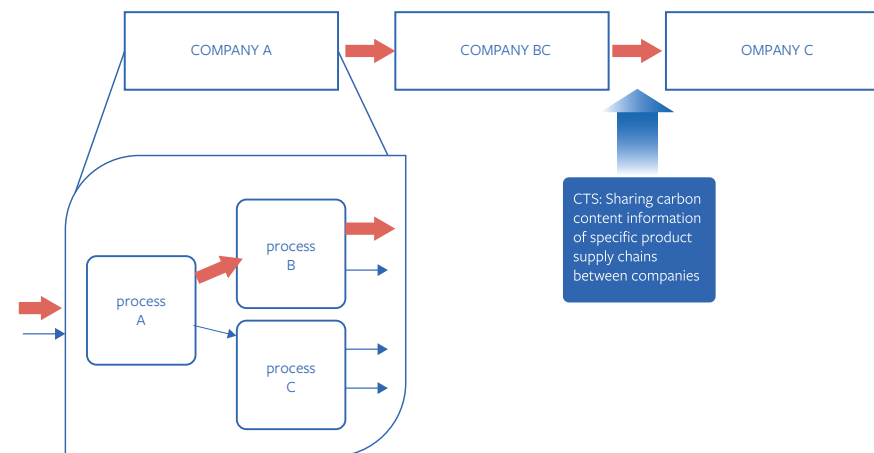 COMPANY A
COMPANY BC
OMPANY C
CTS: Sharing carbon
content information
of specific product
supply chains
between companies
process
B
process
A
process
C